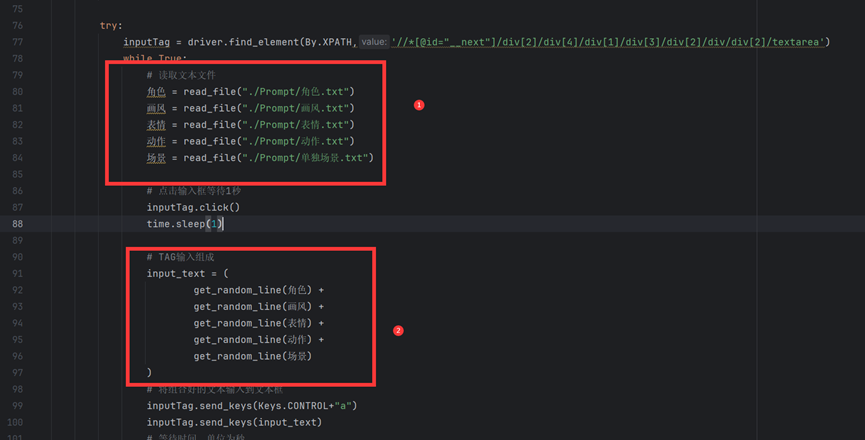 75
76 try:
77 inputTag = driver.find_element(By.XPATH, value: '//*[@id="__next"]/div[2]/div[4]/div[1]/div[3]/div[2]/div/div[2]/textarea')
78 while True:
79 # 读取文本文件
80 角色 = read_file("./Prompt/角色.txt")
81 画风 = read_file("./Prompt/画风.txt")
82 表情 = read_file("./Prompt/表情.txt")
83 动作 = read_file("./Prompt/动作.txt")
84 场景 = read_file("./Prompt/单独场景.txt")
1
85
86 # 点击输入框等待1秒
87 inputTag.click()
88 time.sleep(1)
89
90 # TAG输入组成
91 input_text = (
92 get_random_line(角色) +
93 get_random_line(画风) +
94 get_random_line(表情) +
95 get_random_line(动作) +
96 get_random_line(场景)
2
97 )
98 # 将组合好的文本输入到文本框
99 inputTag.send_keys(Keys.CONTROL+"a")
100 inputTag.send_keys(input_text)
101 # 等待时间，单位为秒